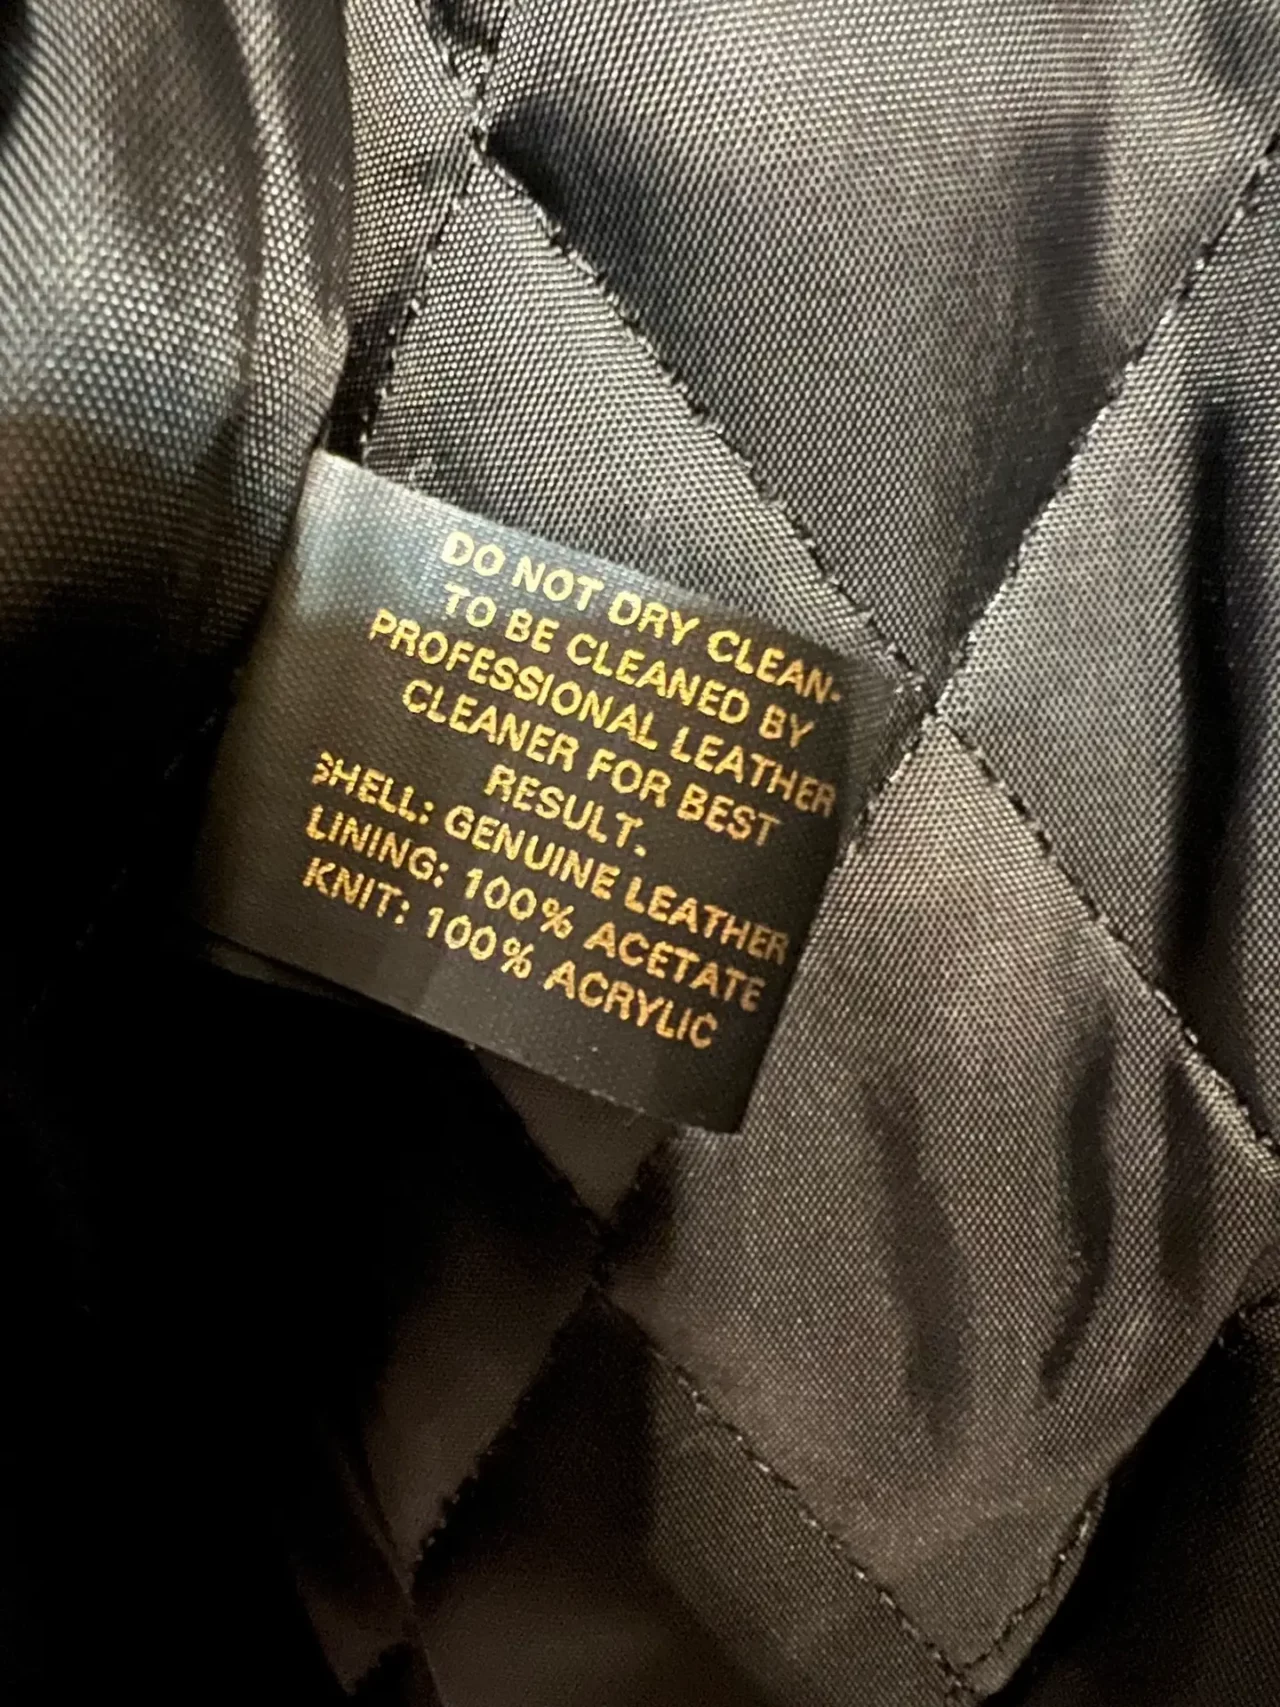 DO NOT DRY CLEAN-
TO BE CLEANED BY
PROFESSIONAL LEATHER
CLEANER FOR BEST
RESULT.
SHELL: GENUINE LEATHER
LINING: 100% ACETATE
KNIT: 100% ACRYLIC